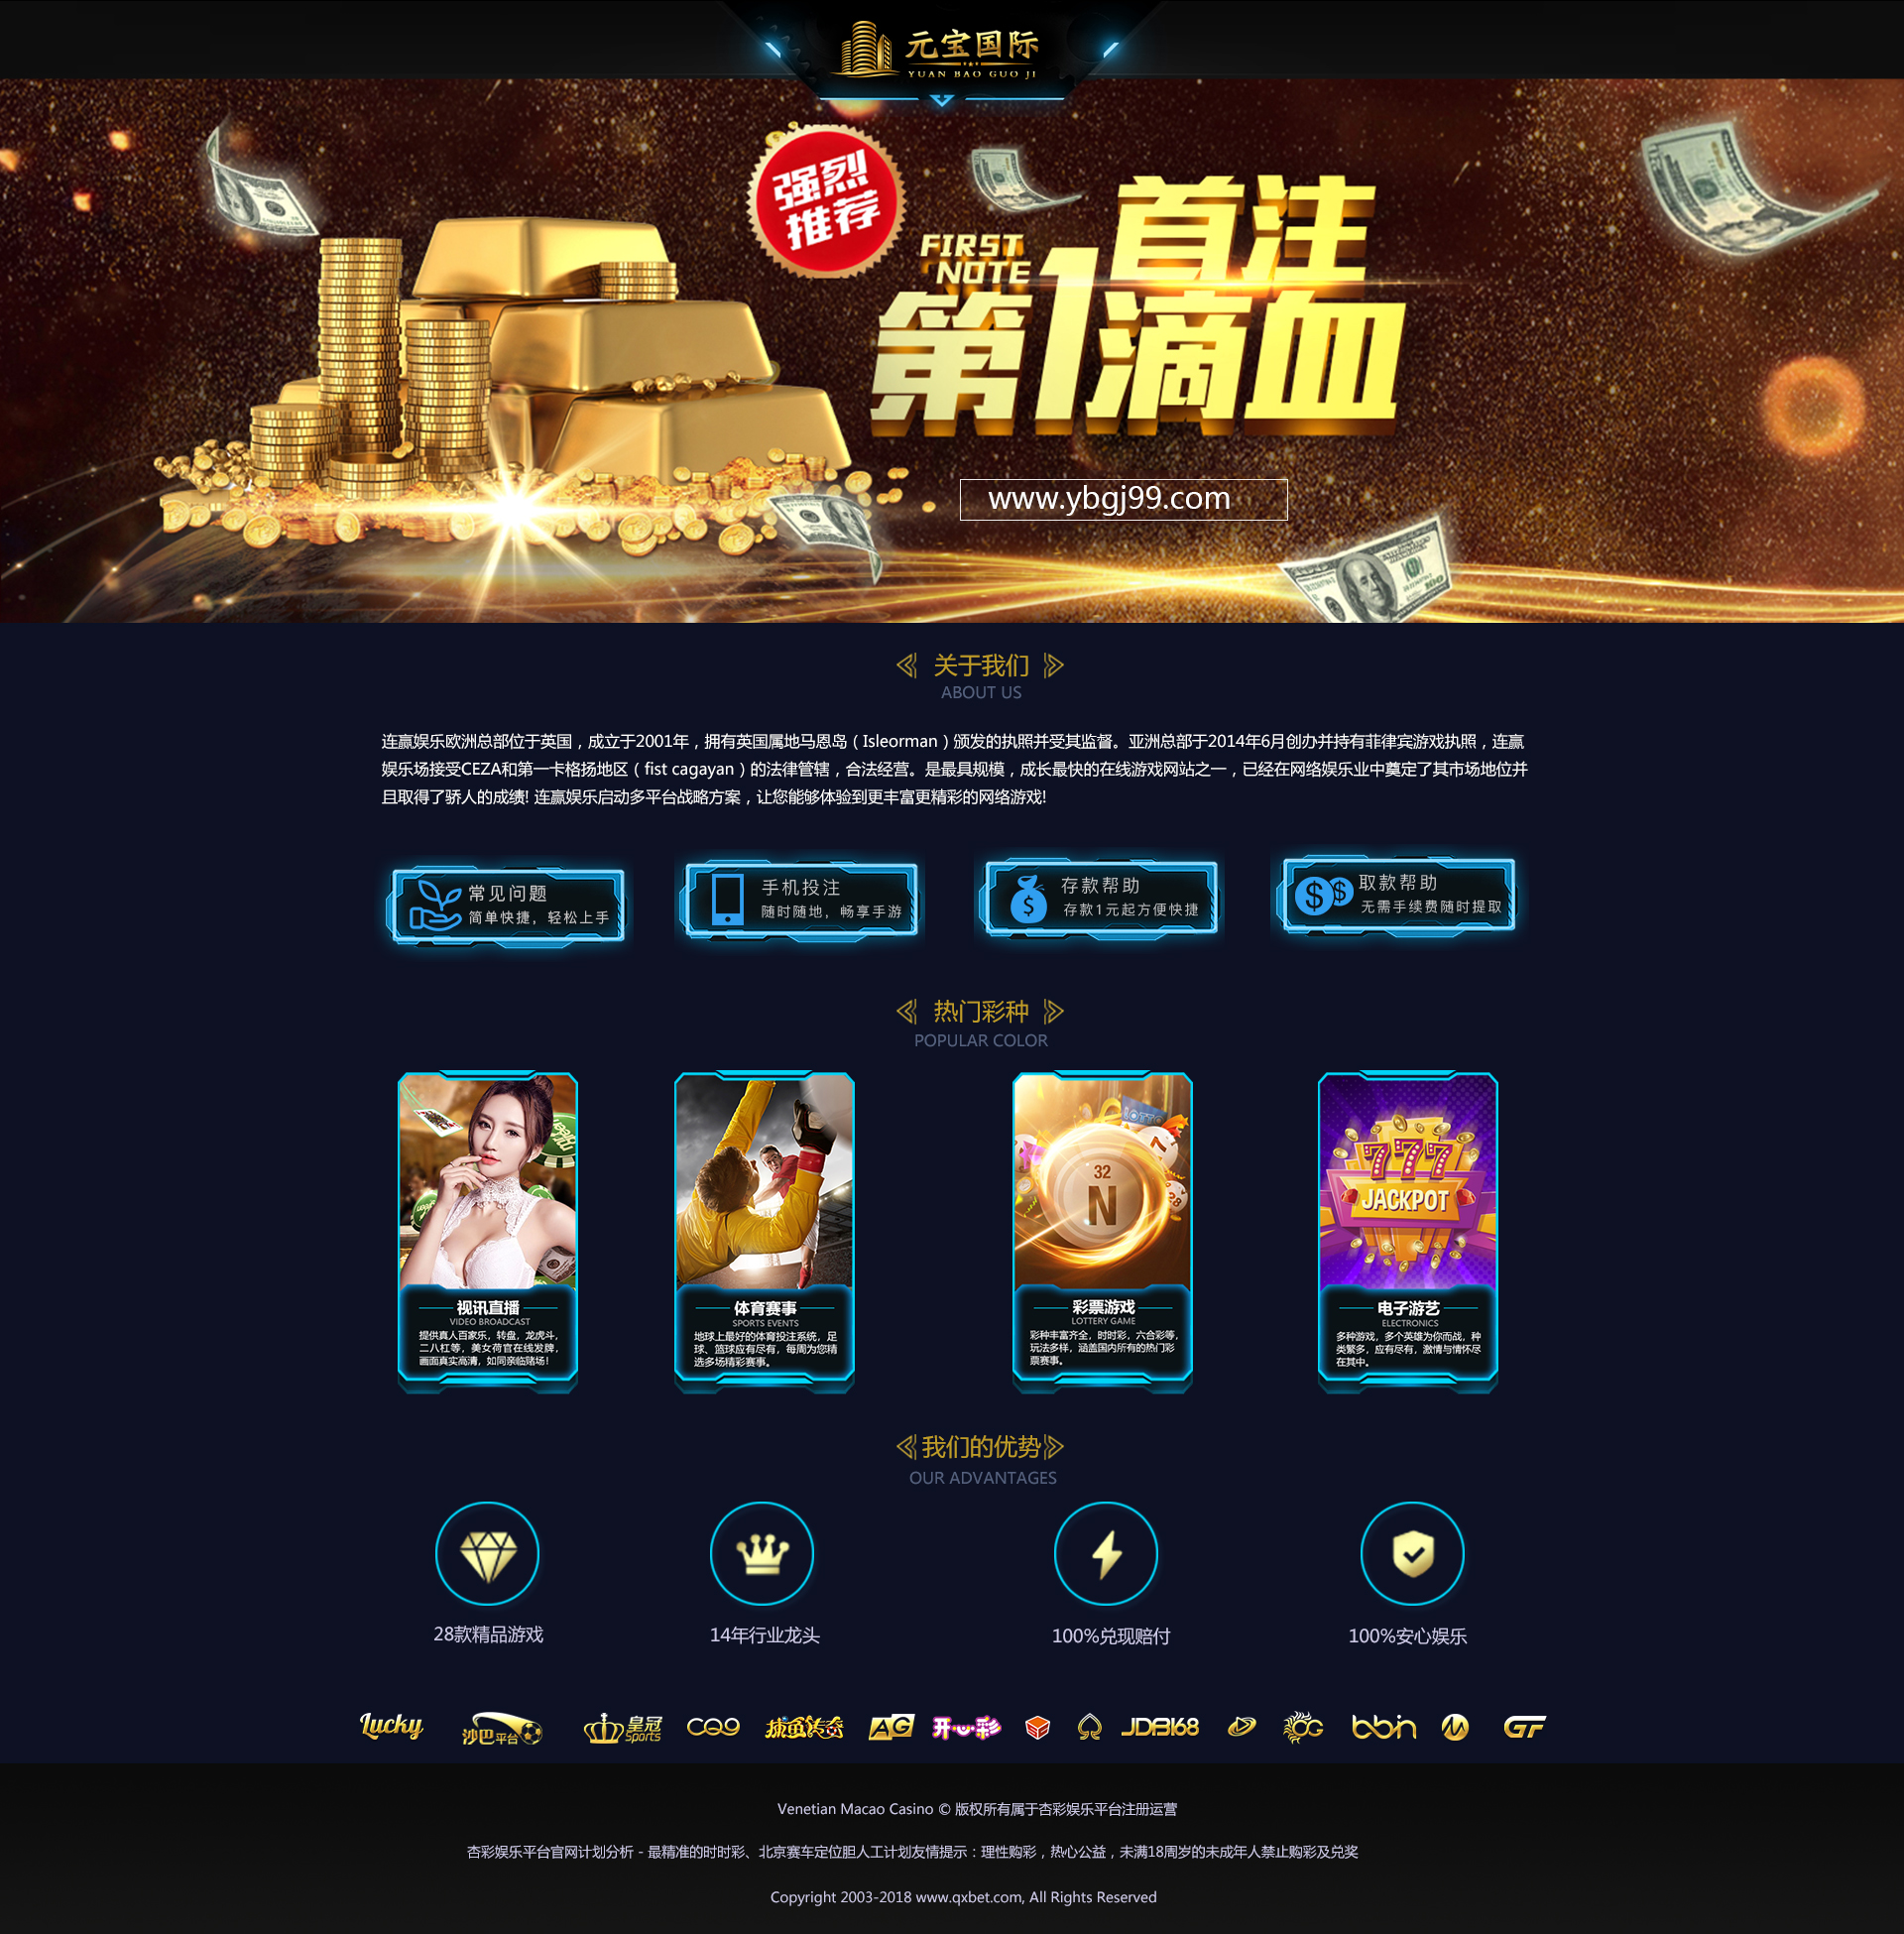 元宝国际
YUAN BAO GUO JI
强烈
推荐
FIRST
NOTE
首注
第1滴血
www.ybgj99.com
关于我们
ABOUT US
连赢娱乐欧洲总部位于英国，成立于2001年，拥有英国属地马恩岛（Isleorman）颁发的执照并受其监督。亚洲总部于2014年6月创办并持有菲律宾游戏执照，连赢
娱乐场接受CEZA和第一卡格扬地区（fist cagayan）的法律管辖，合法经营。是最具规模，成长最快的在线游戏网站之一，已经在网络娱乐业中奠定了其市场地位并
且取得了骄人的成绩! 连赢娱乐启动多平台战略方案，让您能够体验到更丰富更精彩的网络游戏!
常见问题
简单快捷，轻松上手
手机投注
随时随地，畅享手游
存款帮助
存款1元起方便快捷
取款帮助
无需手续费随时提取
热门彩种
POPULAR COLOR
视讯直播
VIDEO BROADCAST
提供真人百家乐，转盘，龙虎斗，
二八杠等，美女荷官在线发牌，
画面真实高清，如同亲临赌场！
体育赛事
SPORTS EVENTS
地球上最好的体育投注系统，足
球、篮球应有尽有，每周为您精
选多场精彩赛事。
32
N
彩票游戏
LOTTERY GAME
彩种丰富齐全，时时彩，六合彩等，
玩法多样，涵盖国内所有的热门彩
票赛事。
777
JACKPOT
电子游艺
ELECTRONICS
多种游戏，多个英雄为你而战，种
类繁多，应有尽有，激情与情怀尽
在其中。
我们的优势
OUR ADVANTAGES
28款精品游戏
14年行业龙头
100%兑现赔付
100%安心娱乐
Lucky
沙巴平台
皇冠
Sports
CQ9
捕鱼传奇
AG
开心彩
JDB168
OG
bbin
GF
Venetian Macao Casino © 版权所有属于杏彩娱乐平台注册运营
杏彩娱乐平台官网计划分析 - 最精准的时时彩、北京赛车定位胆人工计划友情提示：理性购彩，热心公益，未满18周岁的未成年人禁止购彩及兑奖
Copyright 2003-2018 www.qxbet.com, All Rights Reserved